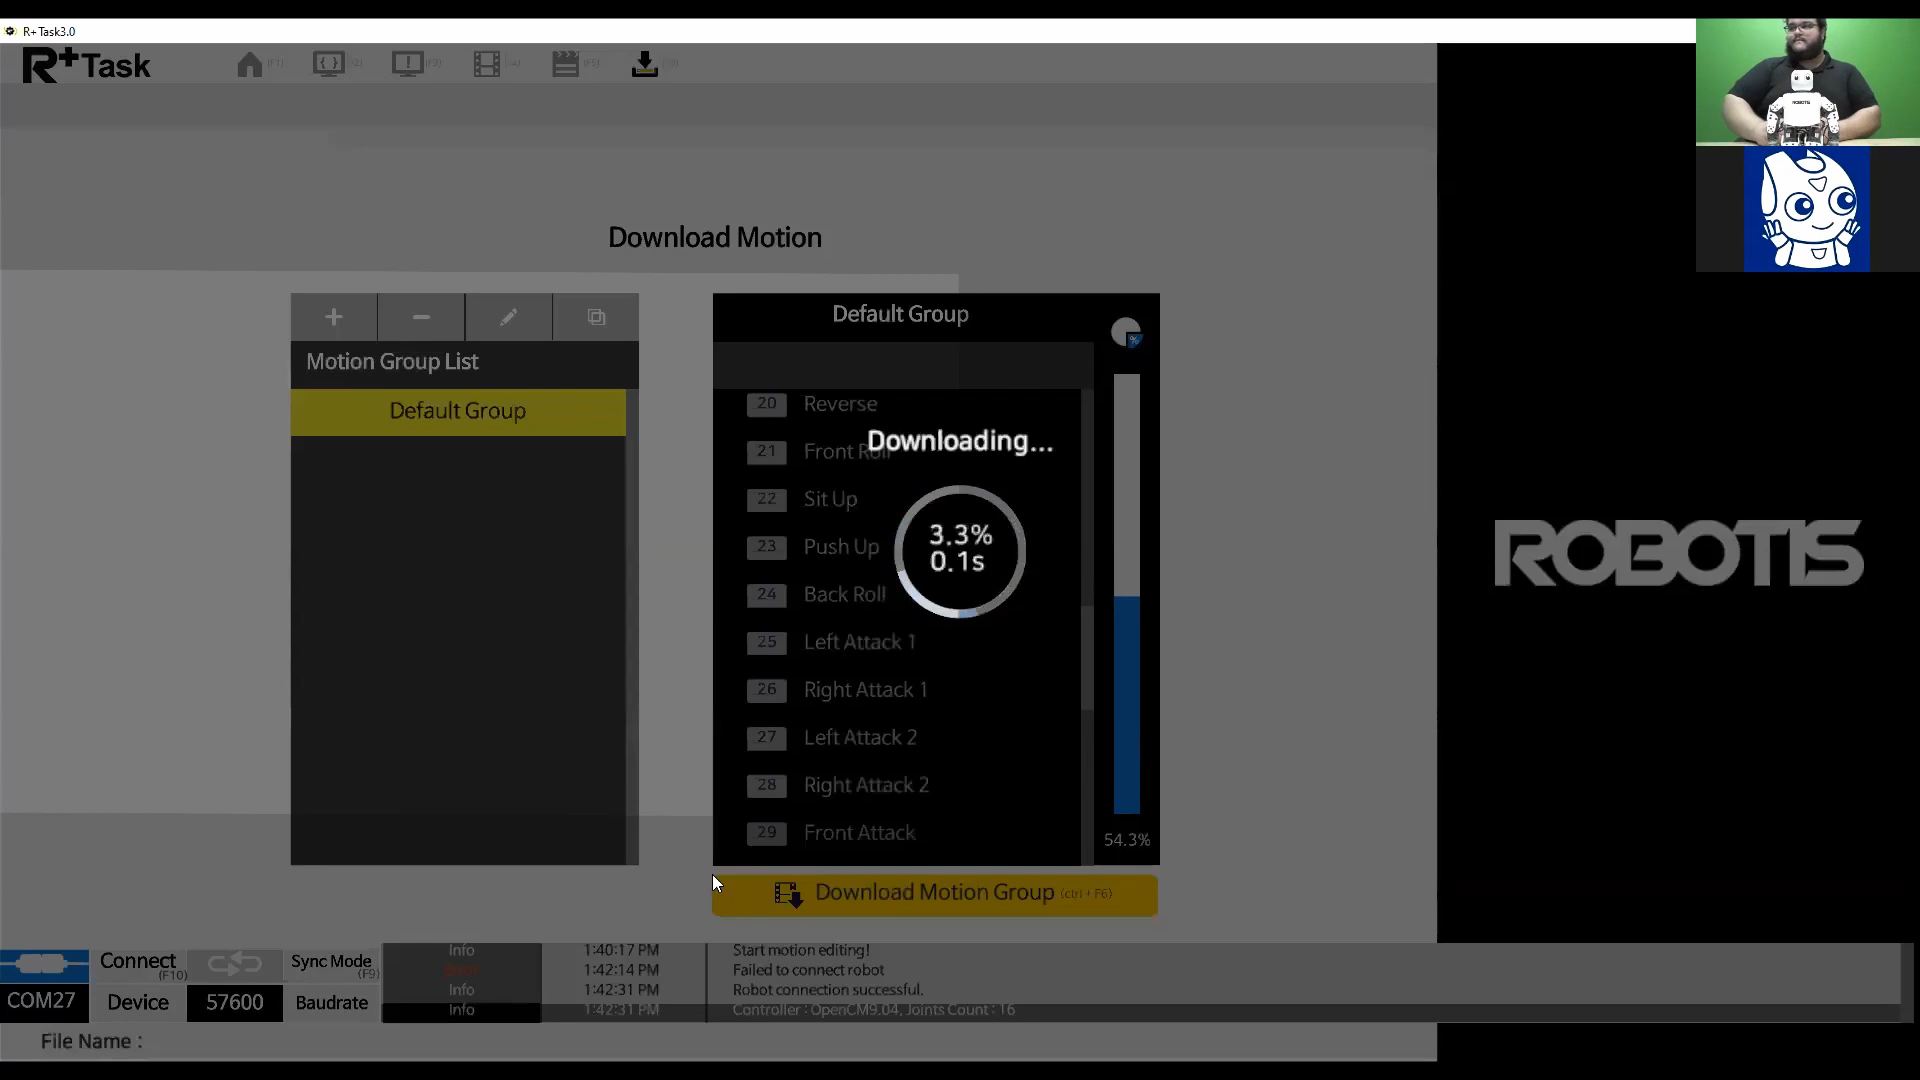 R+ Task3.0
R+ Task
(F1)
Download Motion
Default Group
Motion Group List
Default Group
20 Reverse
21 Front Roll
Downloading...
22 Sit Up
3.3%
0.1s
23 Push Up
24 Back Roll
25 Left Attack 1
26 Right Attack 1
27 Left Attack 2
28 Right Attack 2
29 Front Attack
54.3%
Download Motion Group (ctrl + F6)
ROBOTIS
ROBOTIS
Connect (F10)
Sync Mode (F9)
COM27 Device 57600 Baudrate
Info 1:40:17 PM Start motion editing!
Error 1:42:14 PM Failed to connect robot
Info 1:42:31 PM Robot connection successful.
Info 1:42:31 PM Controller : OpenCM9.04, Joints Count : 16
File Name :